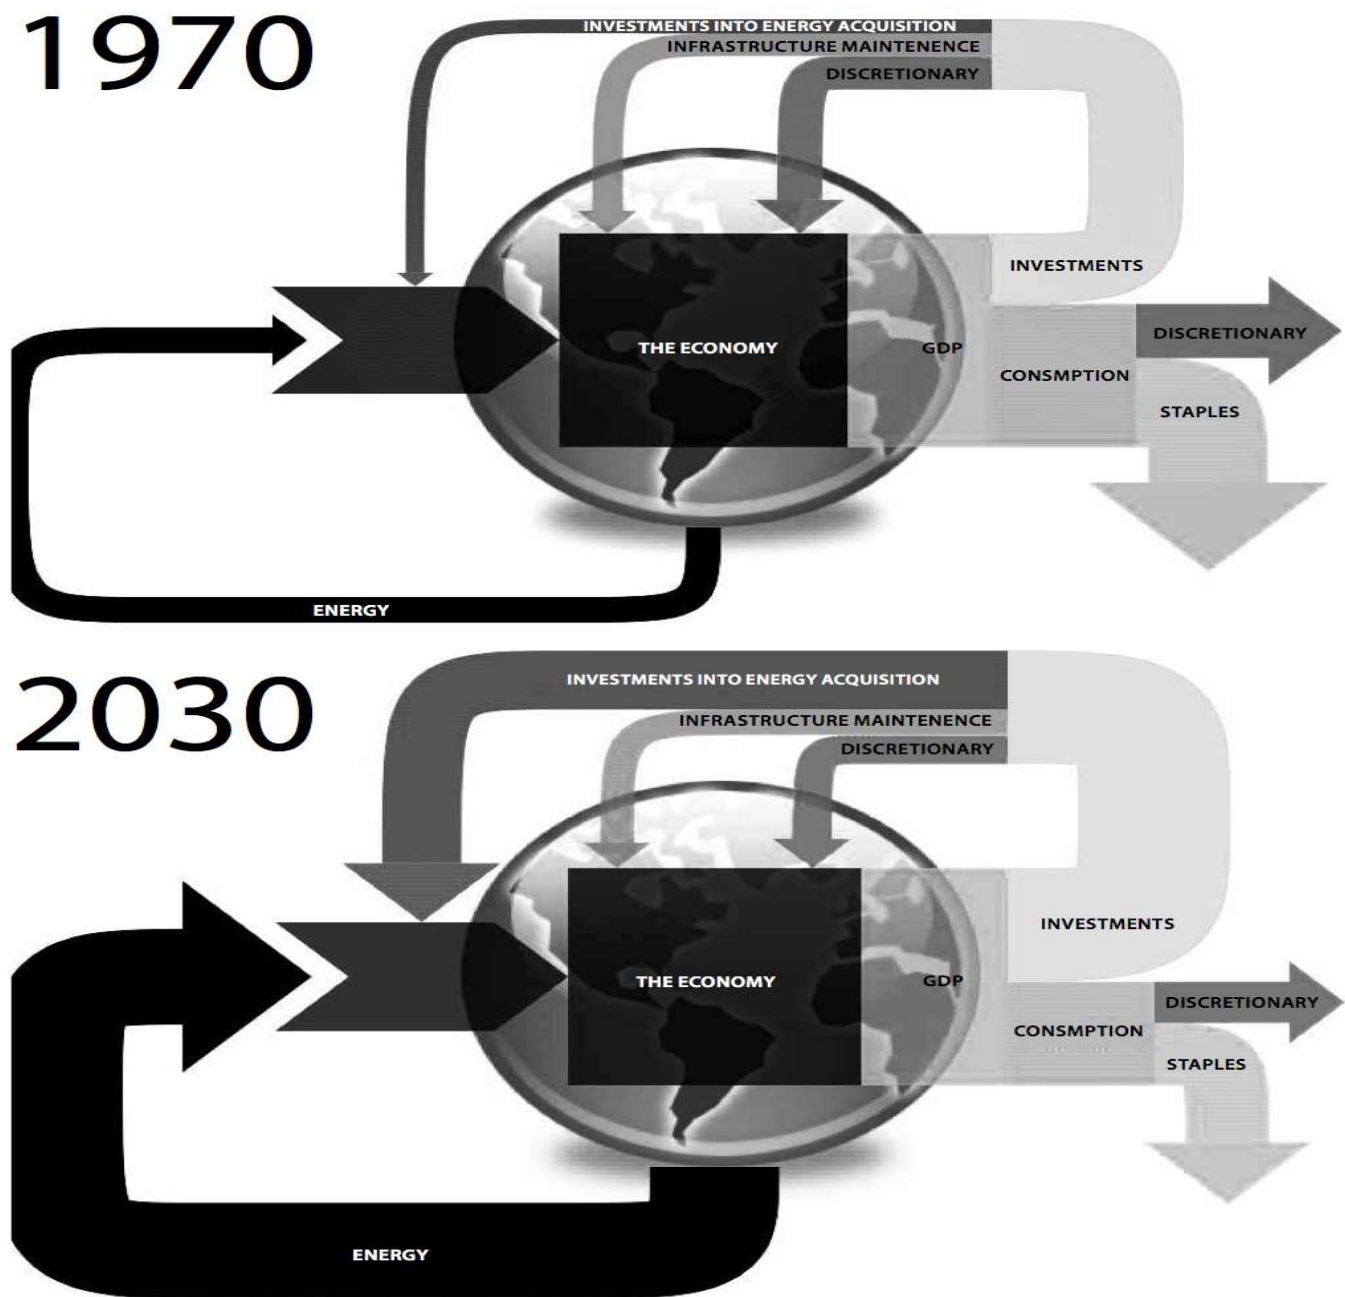 1970
INVESTMENTS INTO ENERGY ACQUISITION
INFRASTRUCTURE MAINTENENCE
DISCRETIONARY
INVESTMENTS
THE ECONOMY
GDP
DISCRETIONARY
CONSMPTION
STAPLES
ENERGY
2030
INVESTMENTS INTO ENERGY ACQUISITION
INFRASTRUCTURE MAINTENENCE
DISCRETIONARY
INVESTMENTS
THE ECONOMY
GDP
DISCRETIONARY
CONSMPTION
STAPLES
ENERGY